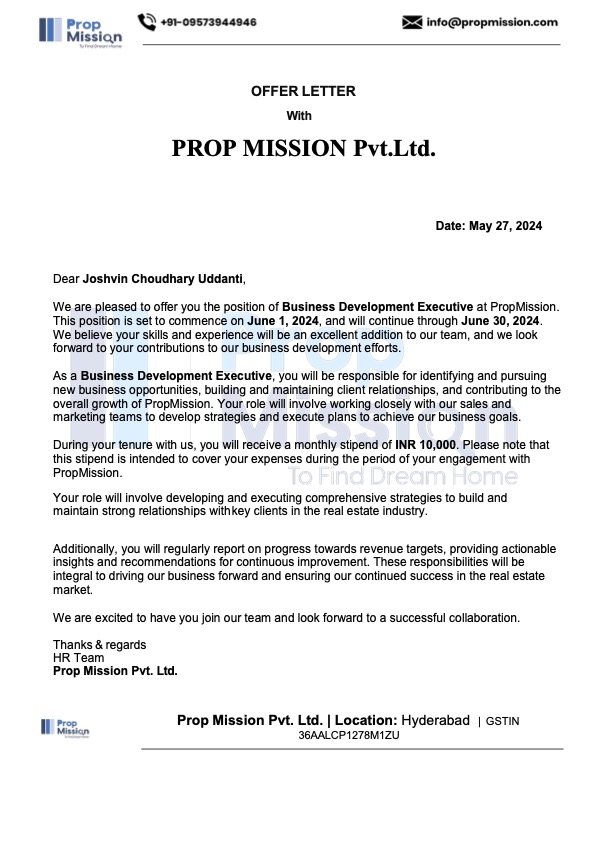 Prop
Mission
To Find Dream Home
+91-09573944946
info@propmission.com
OFFER LETTER
With
PROP MISSION Pvt.Ltd.
Date: May 27, 2024
Dear Joshvin Choudhary Uddanti,
We are pleased to offer you the position of Business Development Executive at PropMission.
This position is set to commence on June 1, 2024, and will continue through June 30, 2024.
We believe your skills and experience will be an excellent addition to our team, and we look
forward to your contributions to our business development efforts.
As a Business Development Executive, you will be responsible for identifying and pursuing
new business opportunities, building and maintaining client relationships, and contributing to the
overall growth of PropMission. Your role will involve working closely with our sales and
marketing teams to develop strategies and execute plans to achieve our business goals.
During your tenure with us, you will receive a monthly stipend of INR 10,000. Please note that
this stipend is intended to cover your expenses during the period of your engagement with
PropMission.
Prop
Mission
To Find Dream Home
Your role will involve developing and executing comprehensive strategies to build and
maintain strong relationships withkey clients in the real estate industry.
Additionally, you will regularly report on progress towards revenue targets, providing actionable
insights and recommendations for continuous improvement. These responsibilities will be
integral to driving our business forward and ensuring our continued success in the real estate
market.
We are excited to have you join our team and look forward to a successful collaboration.
Thanks & regards
HR Team
Prop Mission Pvt. Ltd.
Prop
Mission
To Find Dream Home
Prop Mission Pvt. Ltd. | Location: Hyderabad | GSTIN
36AALCP1278M1ZU